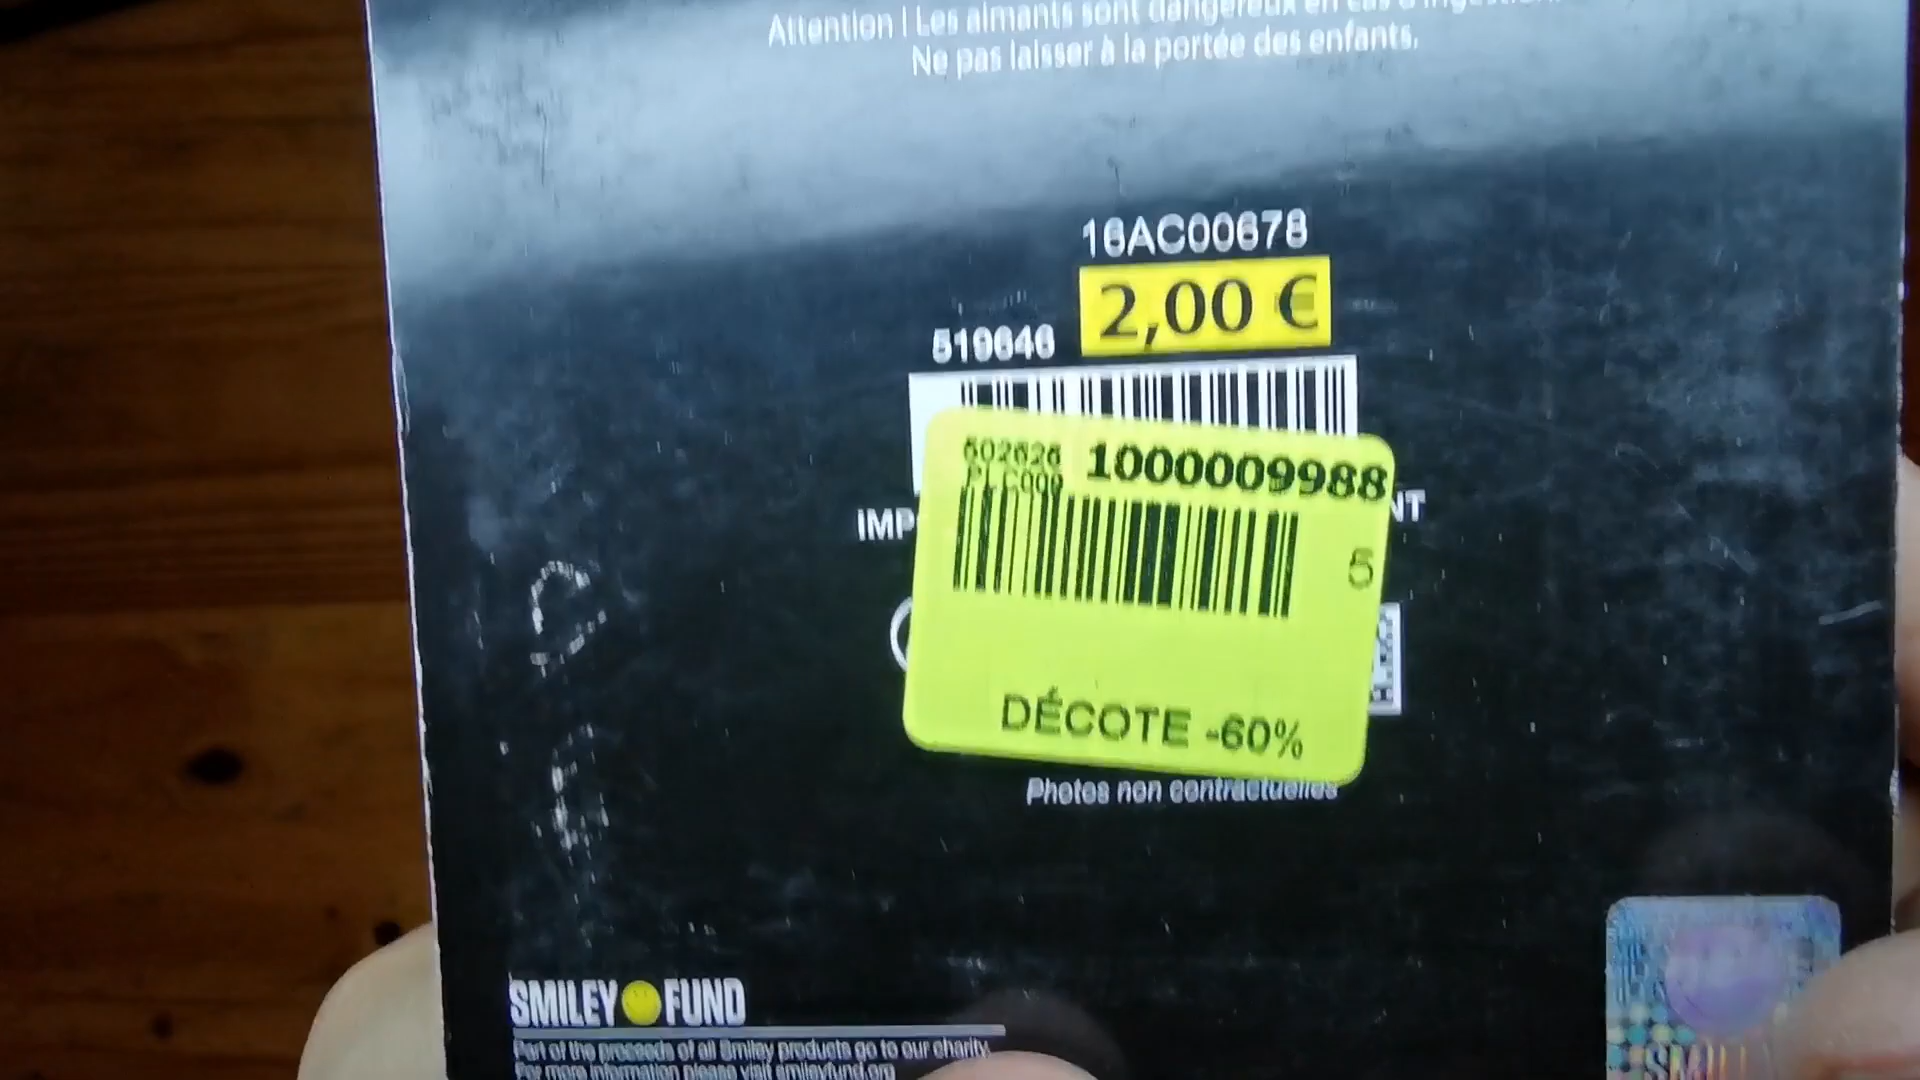 Attention ! Les aimants sont dangereux en cas d'ingestion.
Ne pas laisser à la portée des enfants.
16AC00678
2,00 €
519646
502626 1000009988
PLC000
5
DÉCOTE -60%
Photos non contractuelles
SMILEY FUND
Part of the proceeds of all Smiley products go to our charity.
For more information please visit smileyfund.org